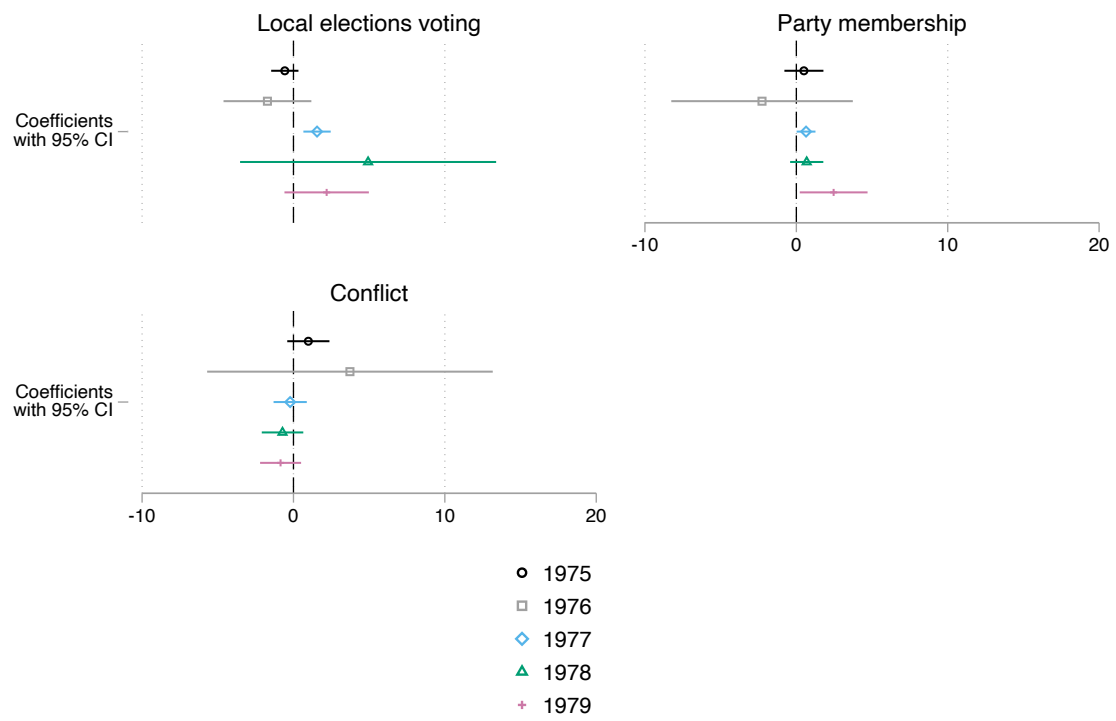 Local elections voting
Party membership
Coefficients
with 95% CI
-10 0 10 20
Conflict
Coefficients
with 95% CI
-10 0 10 20
1975
1976
1977
1978
1979